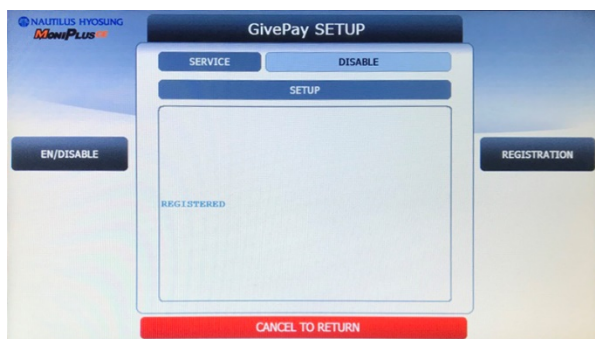 NAUTILUS HYOSUNG
MoniPlus
GivePay SETUP
SERVICE DISABLE
SETUP
EN/DISABLE
REGISTRATION
REGISTERED
CANCEL TO RETURN